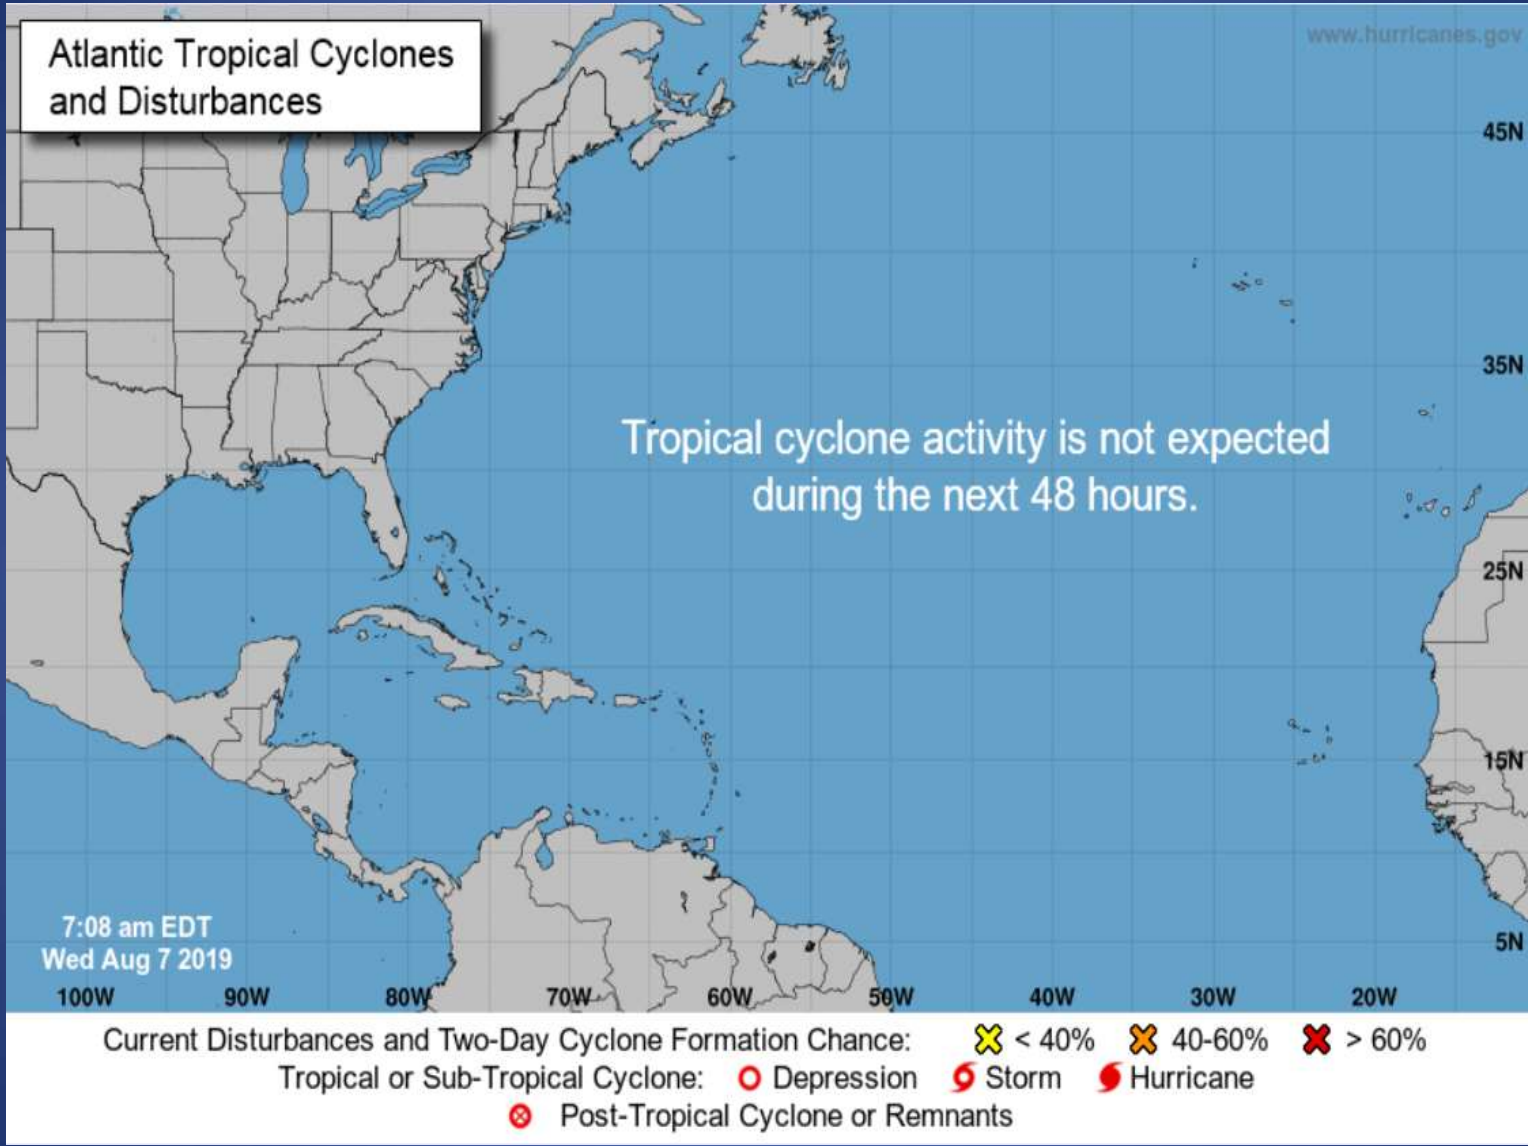 Atlantic Tropical Cyclones
and Disturbances
www.hurricanes.gov
45N
35N
Tropical cyclone activity is not expected
during the next 48 hours.
25N
15N
7:08 am EDT
Wed Aug 7 2019
5N
100W 90W 80W 70W 60W 50W 40W 30W 20W
Current Disturbances and Two-Day Cyclone Formation Chance: < 40% 40-60% > 60%
Tropical or Sub-Tropical Cyclone: Depression Storm Hurricane
Post-Tropical Cyclone or Remnants